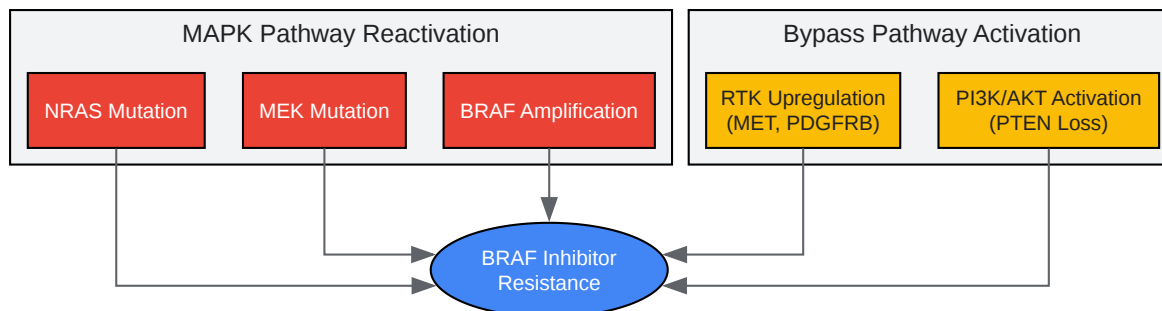 MAPK Pathway Reactivation
NRAS Mutation
MEK Mutation
BRAF Amplification
Bypass Pathway Activation
RTK Upregulation
(MET, PDGFRB)
PI3K/AKT Activation
(PTEN Loss)
BRAF Inhibitor
Resistance